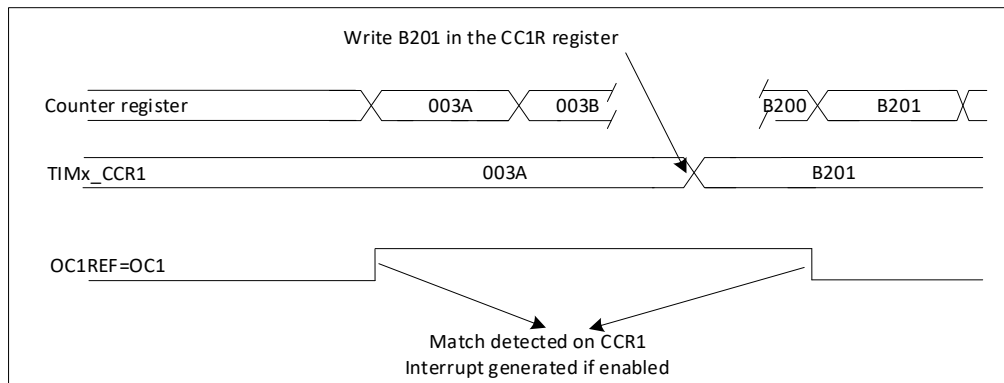 Write B201 in the CC1R register
Counter register 003A 003B B200 B201
TIMx_CCR1 003A B201
OC1REF=OC1
Match detected on CCR1
Interrupt generated if enabled